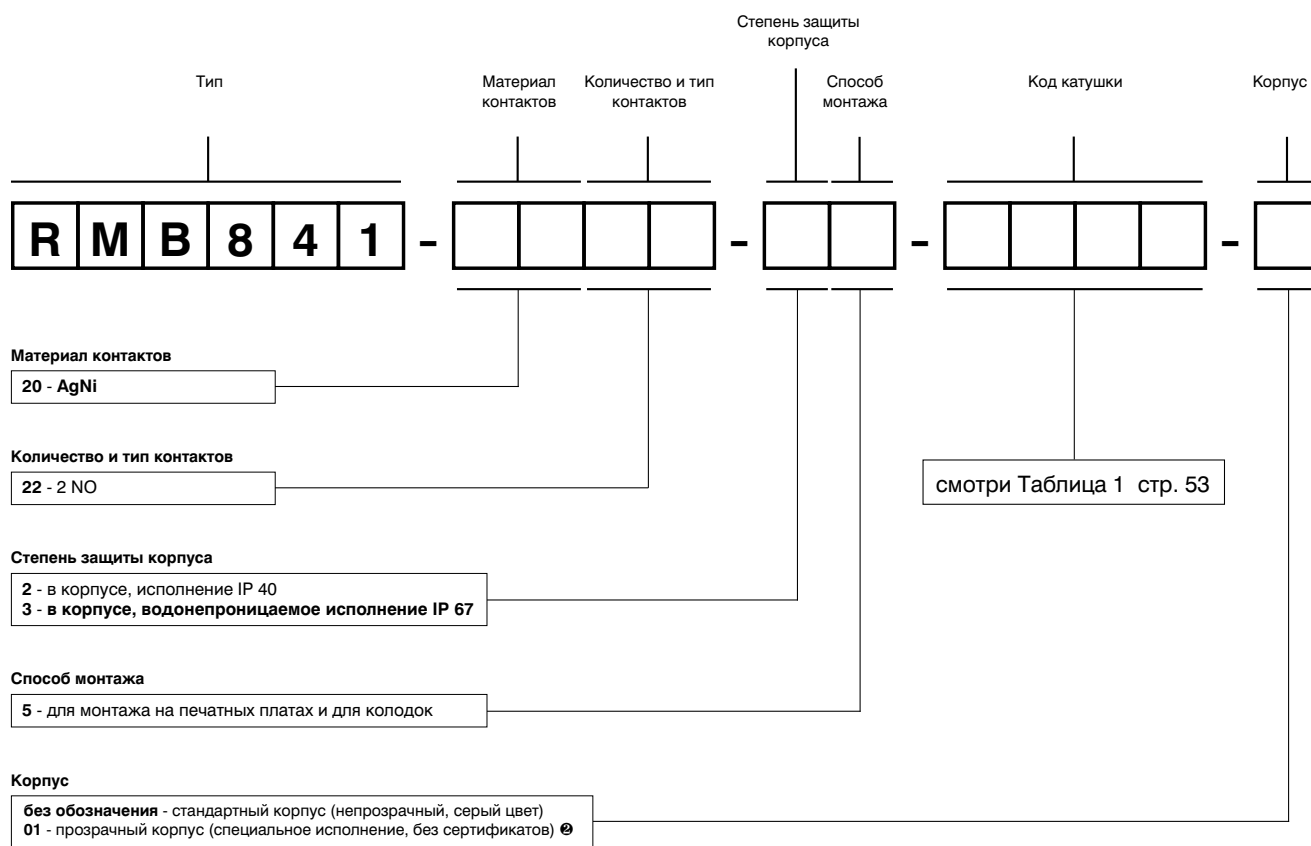 Степень защиты
корпуса
Тип
Материал
контактов
Количество и тип
контактов
Способ
монтажа
Код катушки
Корпус
RMB841 - - - -
Материал контактов
20 - AgNi
Количество и тип контактов
22 - 2 NO
смотри Таблица 1 стр. 53
Степень защиты корпуса
2 - в корпусе, исполнение IP 40
3 - в корпусе, водонепроницаемое исполнение IP 67
Способ монтажа
5 - для монтажа на печатных платах и для колодок
Корпус
без обозначения - стандартный корпус (непрозрачный, серый цвет)
01 - прозрачный корпус (специальное исполнение, без сертификатов) ❷